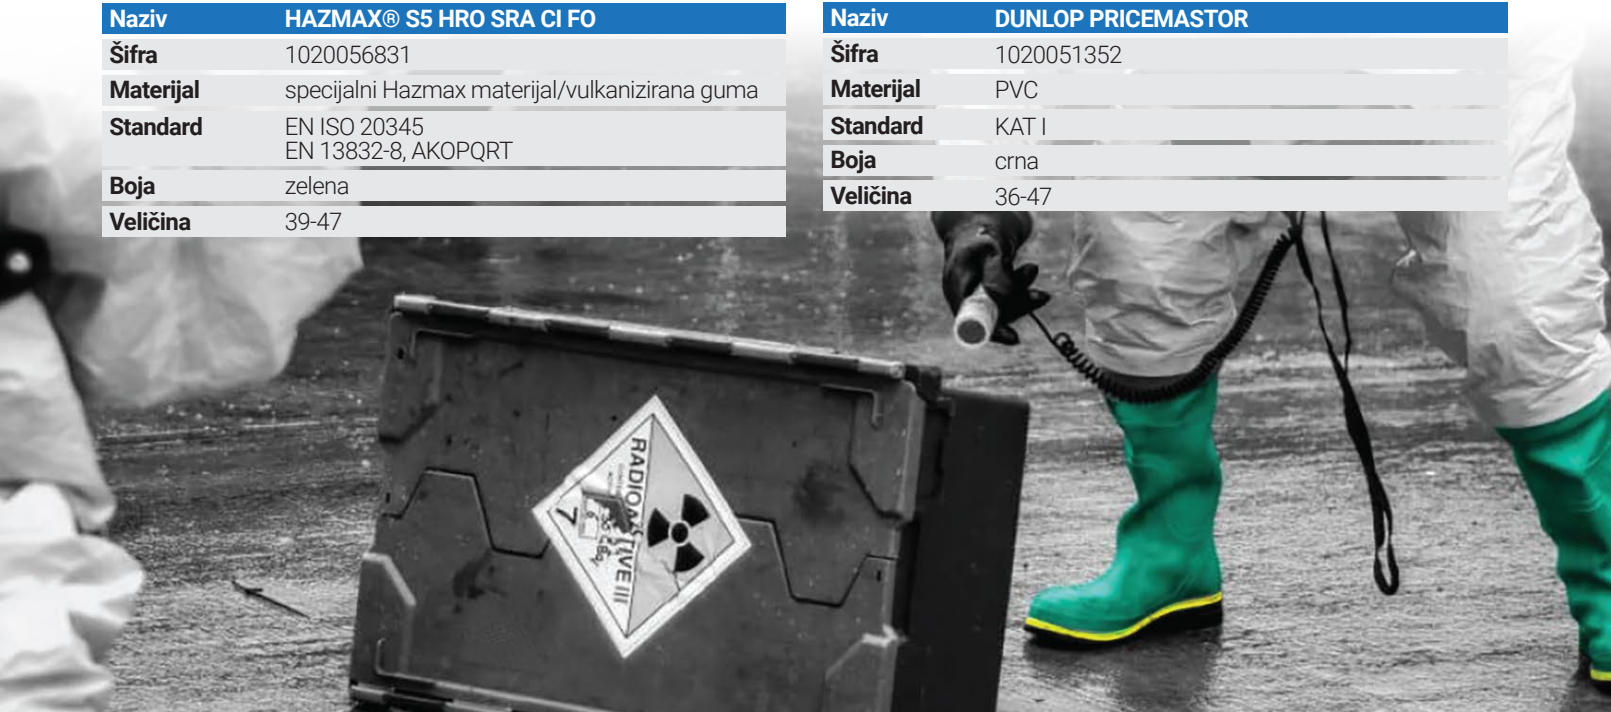 Naziv HAZMAX® S5 HRO SRA CI FO
Šifra 1020056831
Materijal specijalni Hazmax materijal/vulkanizirana guma
Standard EN ISO 20345
EN 13832-8, AKOPQRT
Boja zelena
Veličina 39-47
Naziv DUNLOP PRICEMASTOR
Šifra 1020051352
Materijal PVC
Standard KAT I
Boja crna
Veličina 36-47
RADIOACTIVE III
7